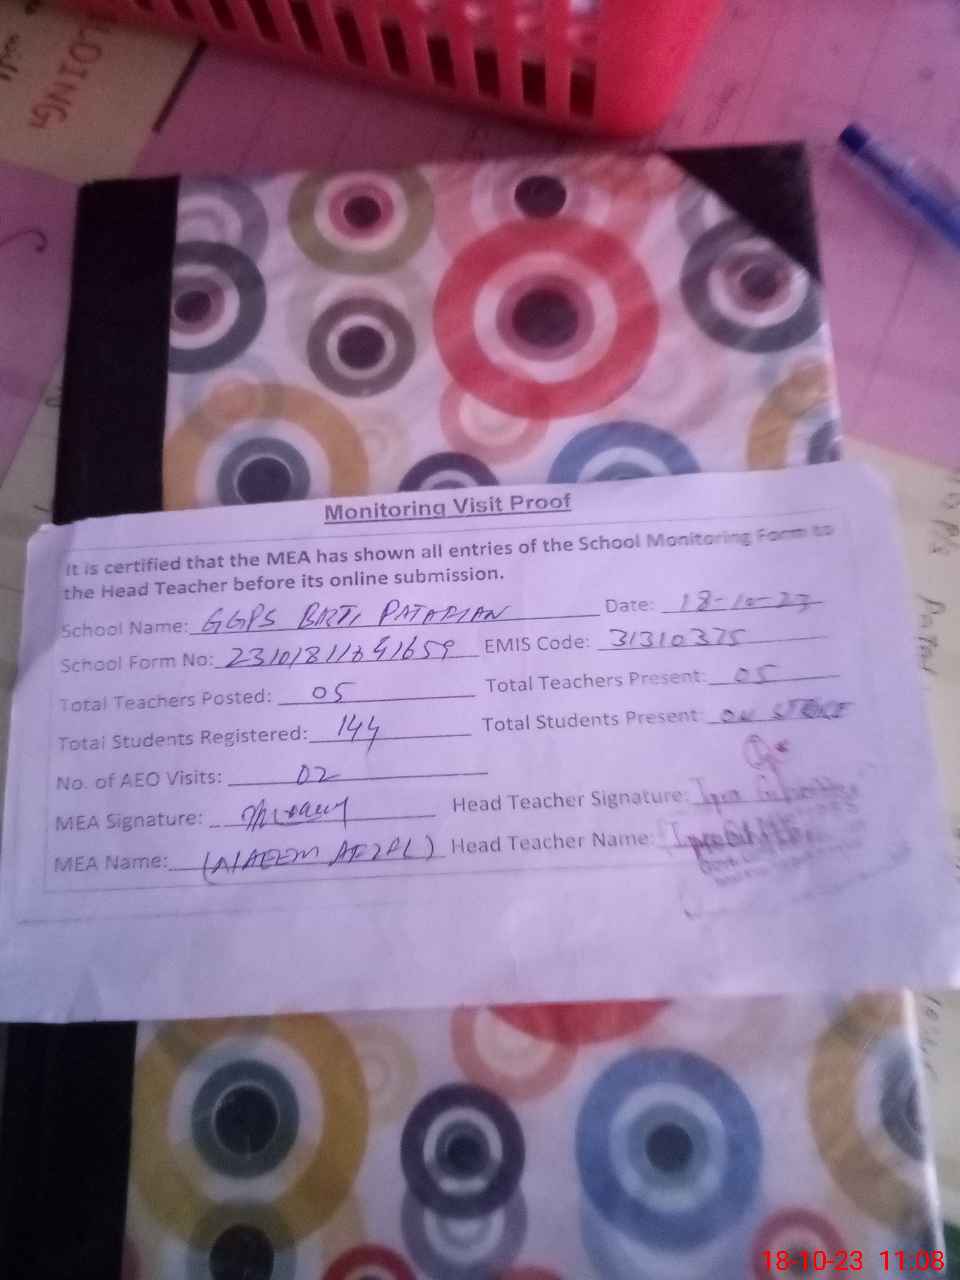 LDING
Monitoring Visit Proof
It is certified that the MEA has shown all entries of the School Monitoring Form to
the Head Teacher before its online submission.
School Name: GGPS BRTI PATAPIAN Date: 18-10-23
School Form No: EMIS Code: 31310375
Total Teachers Posted: 05 Total Teachers Present: 05
Total Students Registered: 144 Total Students Present: ON STRIKE
No. of AEO Visits: 02
MEA Signature: Head Teacher Signature:
MEA Name: (NAEEM AFZAL) Head Teacher Name:
18-10-23 11:08